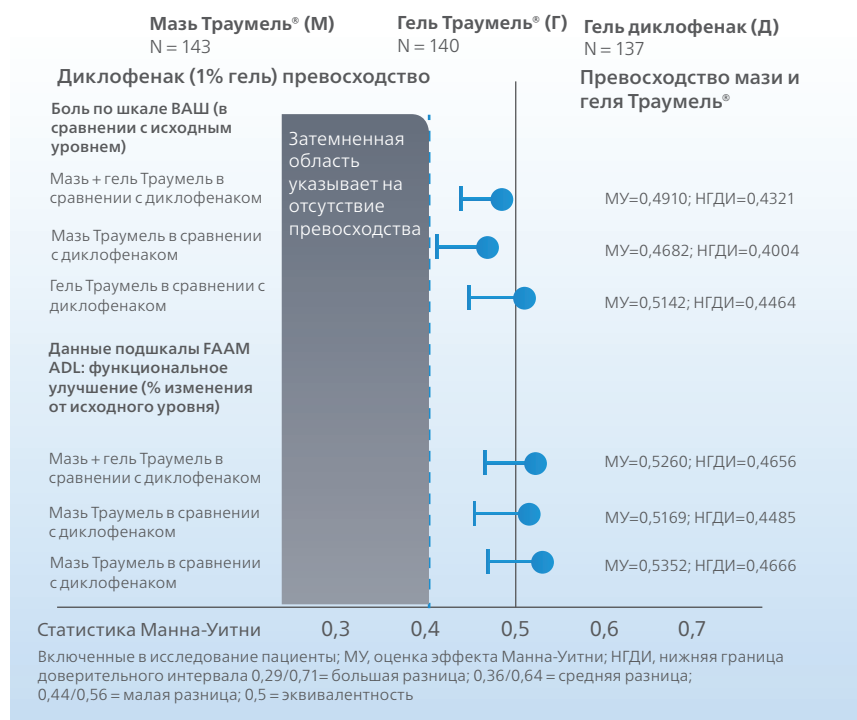 Мазь Траумель® (М)
N = 143
Гель Траумель® (Г)
N = 140
Гель диклофенак (Д)
N = 137
Диклофенак (1% гель) превосходство
Превосходство мази и
геля Траумель®
Боль по шкале ВАШ (в
сравнении с исходным
уровнем)
Затемненная
область
указывает на
отсутствие
превосходства
Мазь + гель Траумель в
сравнении с диклофенаком
МУ=0,4910; НГДИ=0,4321
Мазь Траумель в сравнении
с диклофенаком
МУ=0,4682; НГДИ=0,4004
Гель Траумель в сравнении с
диклофенаком
МУ=0,5142; НГДИ=0,4464
Данные подшкалы FAAM
ADL: функциональное
улучшение (% изменения
от исходного уровня)
Мазь + гель Траумель в
сравнении с диклофенаком
МУ=0,5260; НГДИ=0,4656
Мазь Траумель в сравнении
с диклофенаком
МУ=0,5169; НГДИ=0,4485
Мазь Траумель в сравнении
с диклофенаком
МУ=0,5352; НГДИ=0,4666
Статистика Манна-Уитни 0,3 0,4 0,5 0,6 0,7
Включенные в исследование пациенты; МУ, оценка эффекта Манна-Уитни; НГДИ, нижняя граница
доверительного интервала 0,29/0,71= большая разница; 0,36/0,64 = средняя разница;
0,44/0,56 = малая разница; 0,5 = эквивалентность